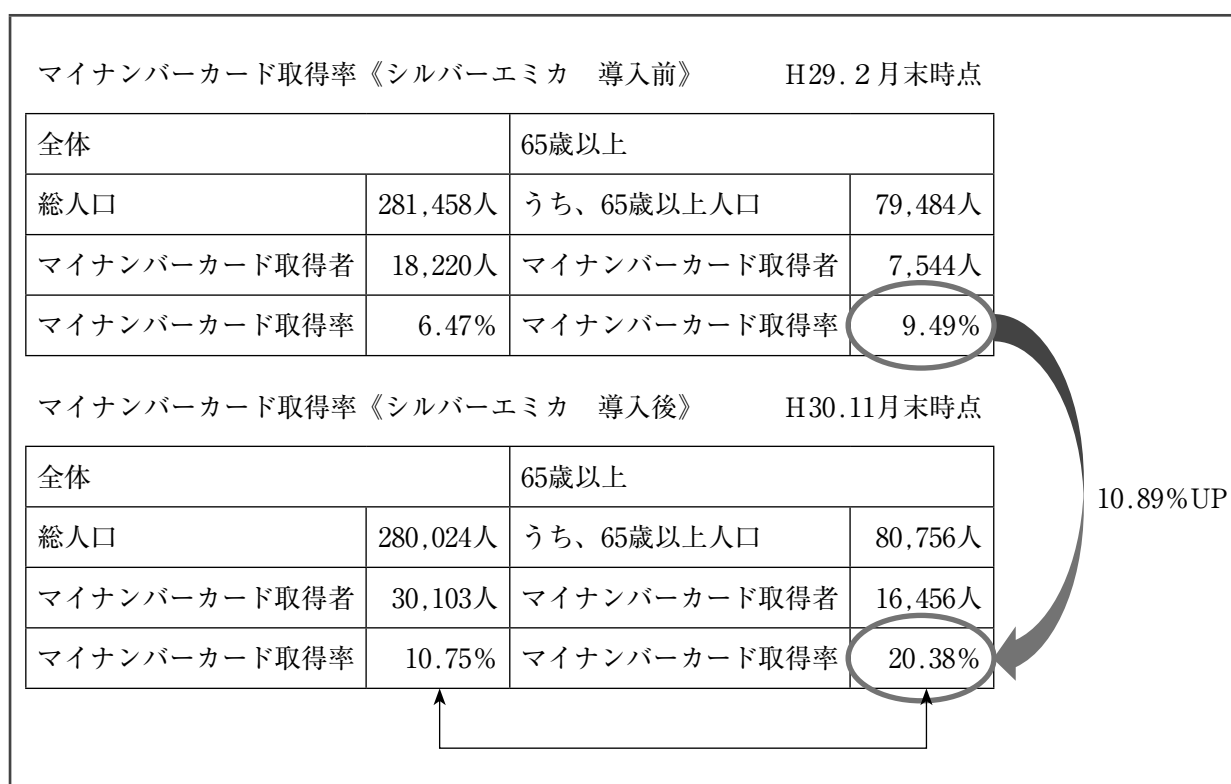 マイナンバーカード取得率《シルバーエミカ　導入前》　H29.２月末時点
全体　65歳以上
総人口　281,458人　うち、65歳以上人口　79,484人
マイナンバーカード取得者　18,220人　マイナンバーカード取得者　7,544人
マイナンバーカード取得率　6.47%　マイナンバーカード取得率　9.49%
マイナンバーカード取得率《シルバーエミカ　導入後》　H30.11月末時点
全体　65歳以上
10.89%UP
総人口　280,024人　うち、65歳以上人口　80,756人
マイナンバーカード取得者　30,103人　マイナンバーカード取得者　16,456人
マイナンバーカード取得率　10.75%　マイナンバーカード取得率　20.38%